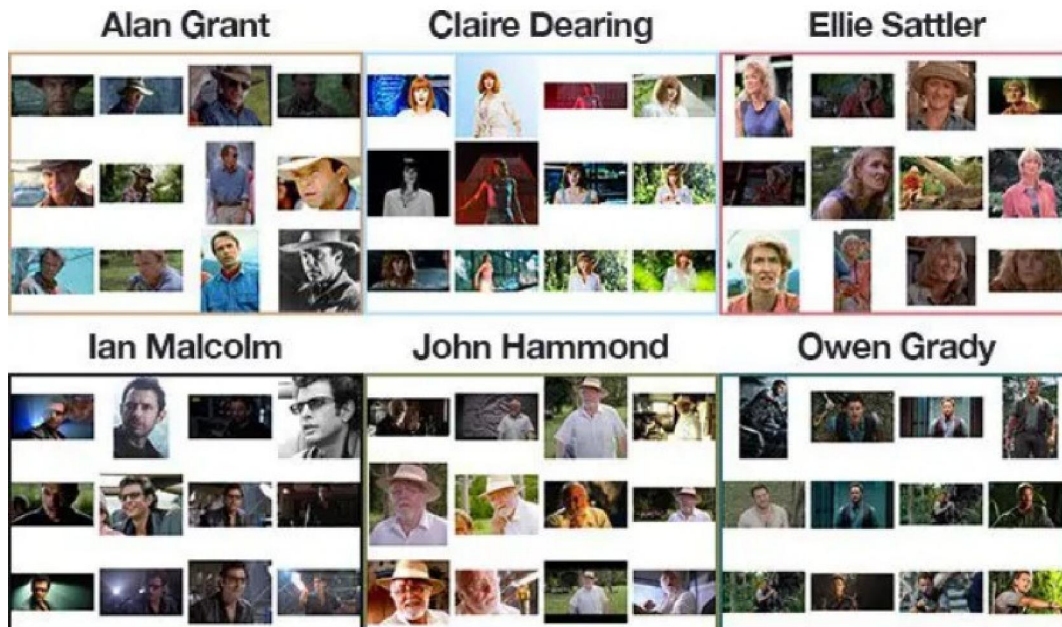 Alan Grant
Claire Dearing
Ellie Sattler
Ian Malcolm
John Hammond
Owen Grady